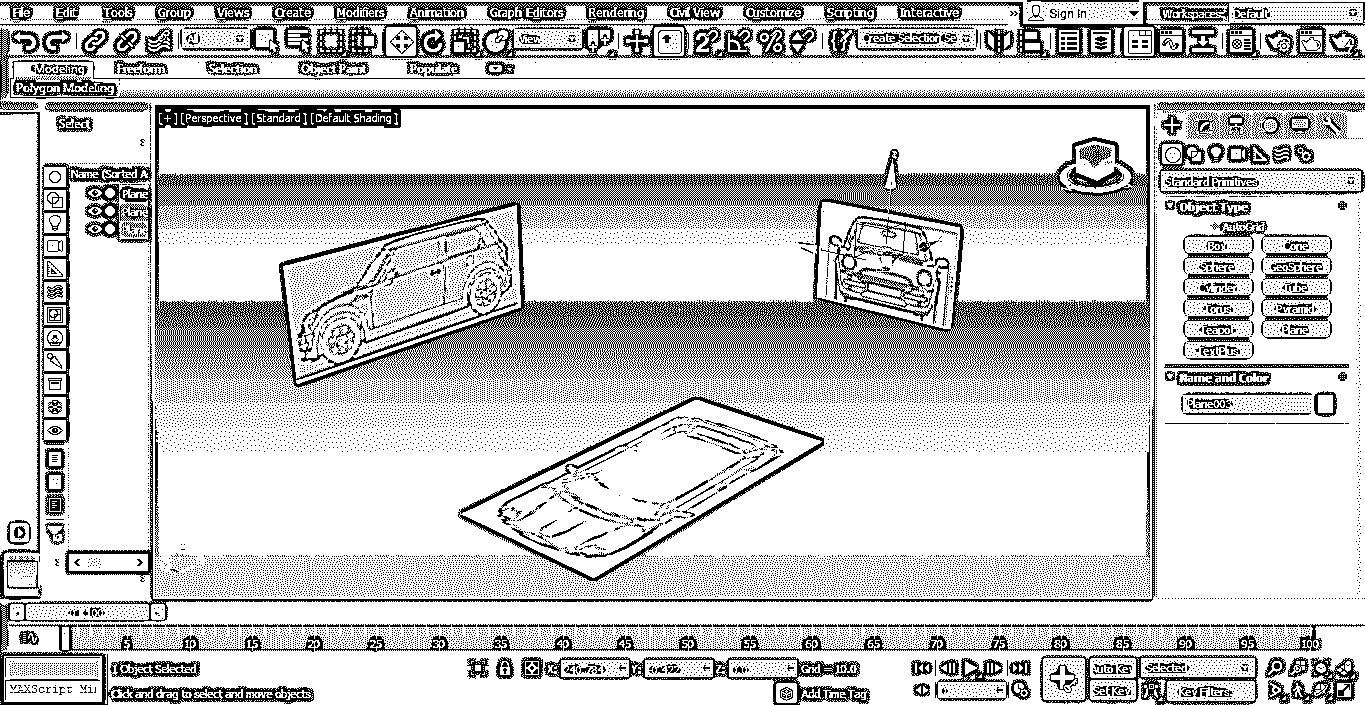 File Edit Tools Group Views Create Modifiers Animation Graph Editors Rendering Civil View Customize Scripting Interactive » Sign In Workspaces: Default
All View Create Selection Se
Modeling Freeform Selection Object Paint Populate
Polygon Modeling
Select
[+] [Perspective ] [Standard ] [Default Shading ]
Name (Sorted A
Plane
Plane
Plane
Standard Primitives
Object Type
AutoGrid
Box Cone
Sphere GeoSphere
Cylinder Tube
Torus Pyramid
Teapot Plane
TextPlus
Name and Color
Plane003
5 10 15 20 25 30 35 40 45 50 55 60 65 70 75 80 85 90 95 100
1 Object Selected
X: Y: Z: Grid = 10.0
Auto Key Selected
MAXScript Mi
Click and drag to select and move objects
Add Time Tag
Set Key Key Filters...